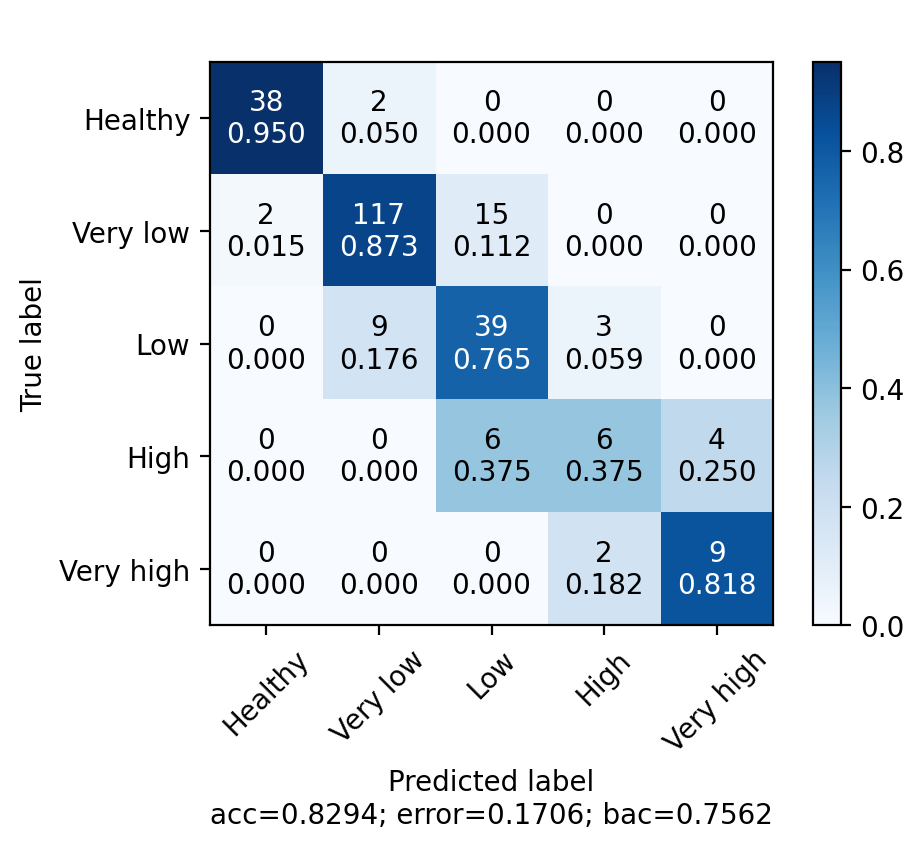 38 2 0 0 0
Healthy
0.950 0.050 0.000 0.000 0.000
0.8
2 117 15 0 0
Very low
0.015 0.873 0.112 0.000 0.000
0.6
0 9 39 3 0
Low
0.000 0.176 0.765 0.059 0.000
True label
0.4
0 0 6 6 4
High
0.000 0.000 0.375 0.375 0.250
0.2
0 0 0 2 9
Very high
0.000 0.000 0.000 0.182 0.818
0.0
Healthy Very low Low High Very high
Predicted label
acc=0.8294; error=0.1706; bac=0.7562